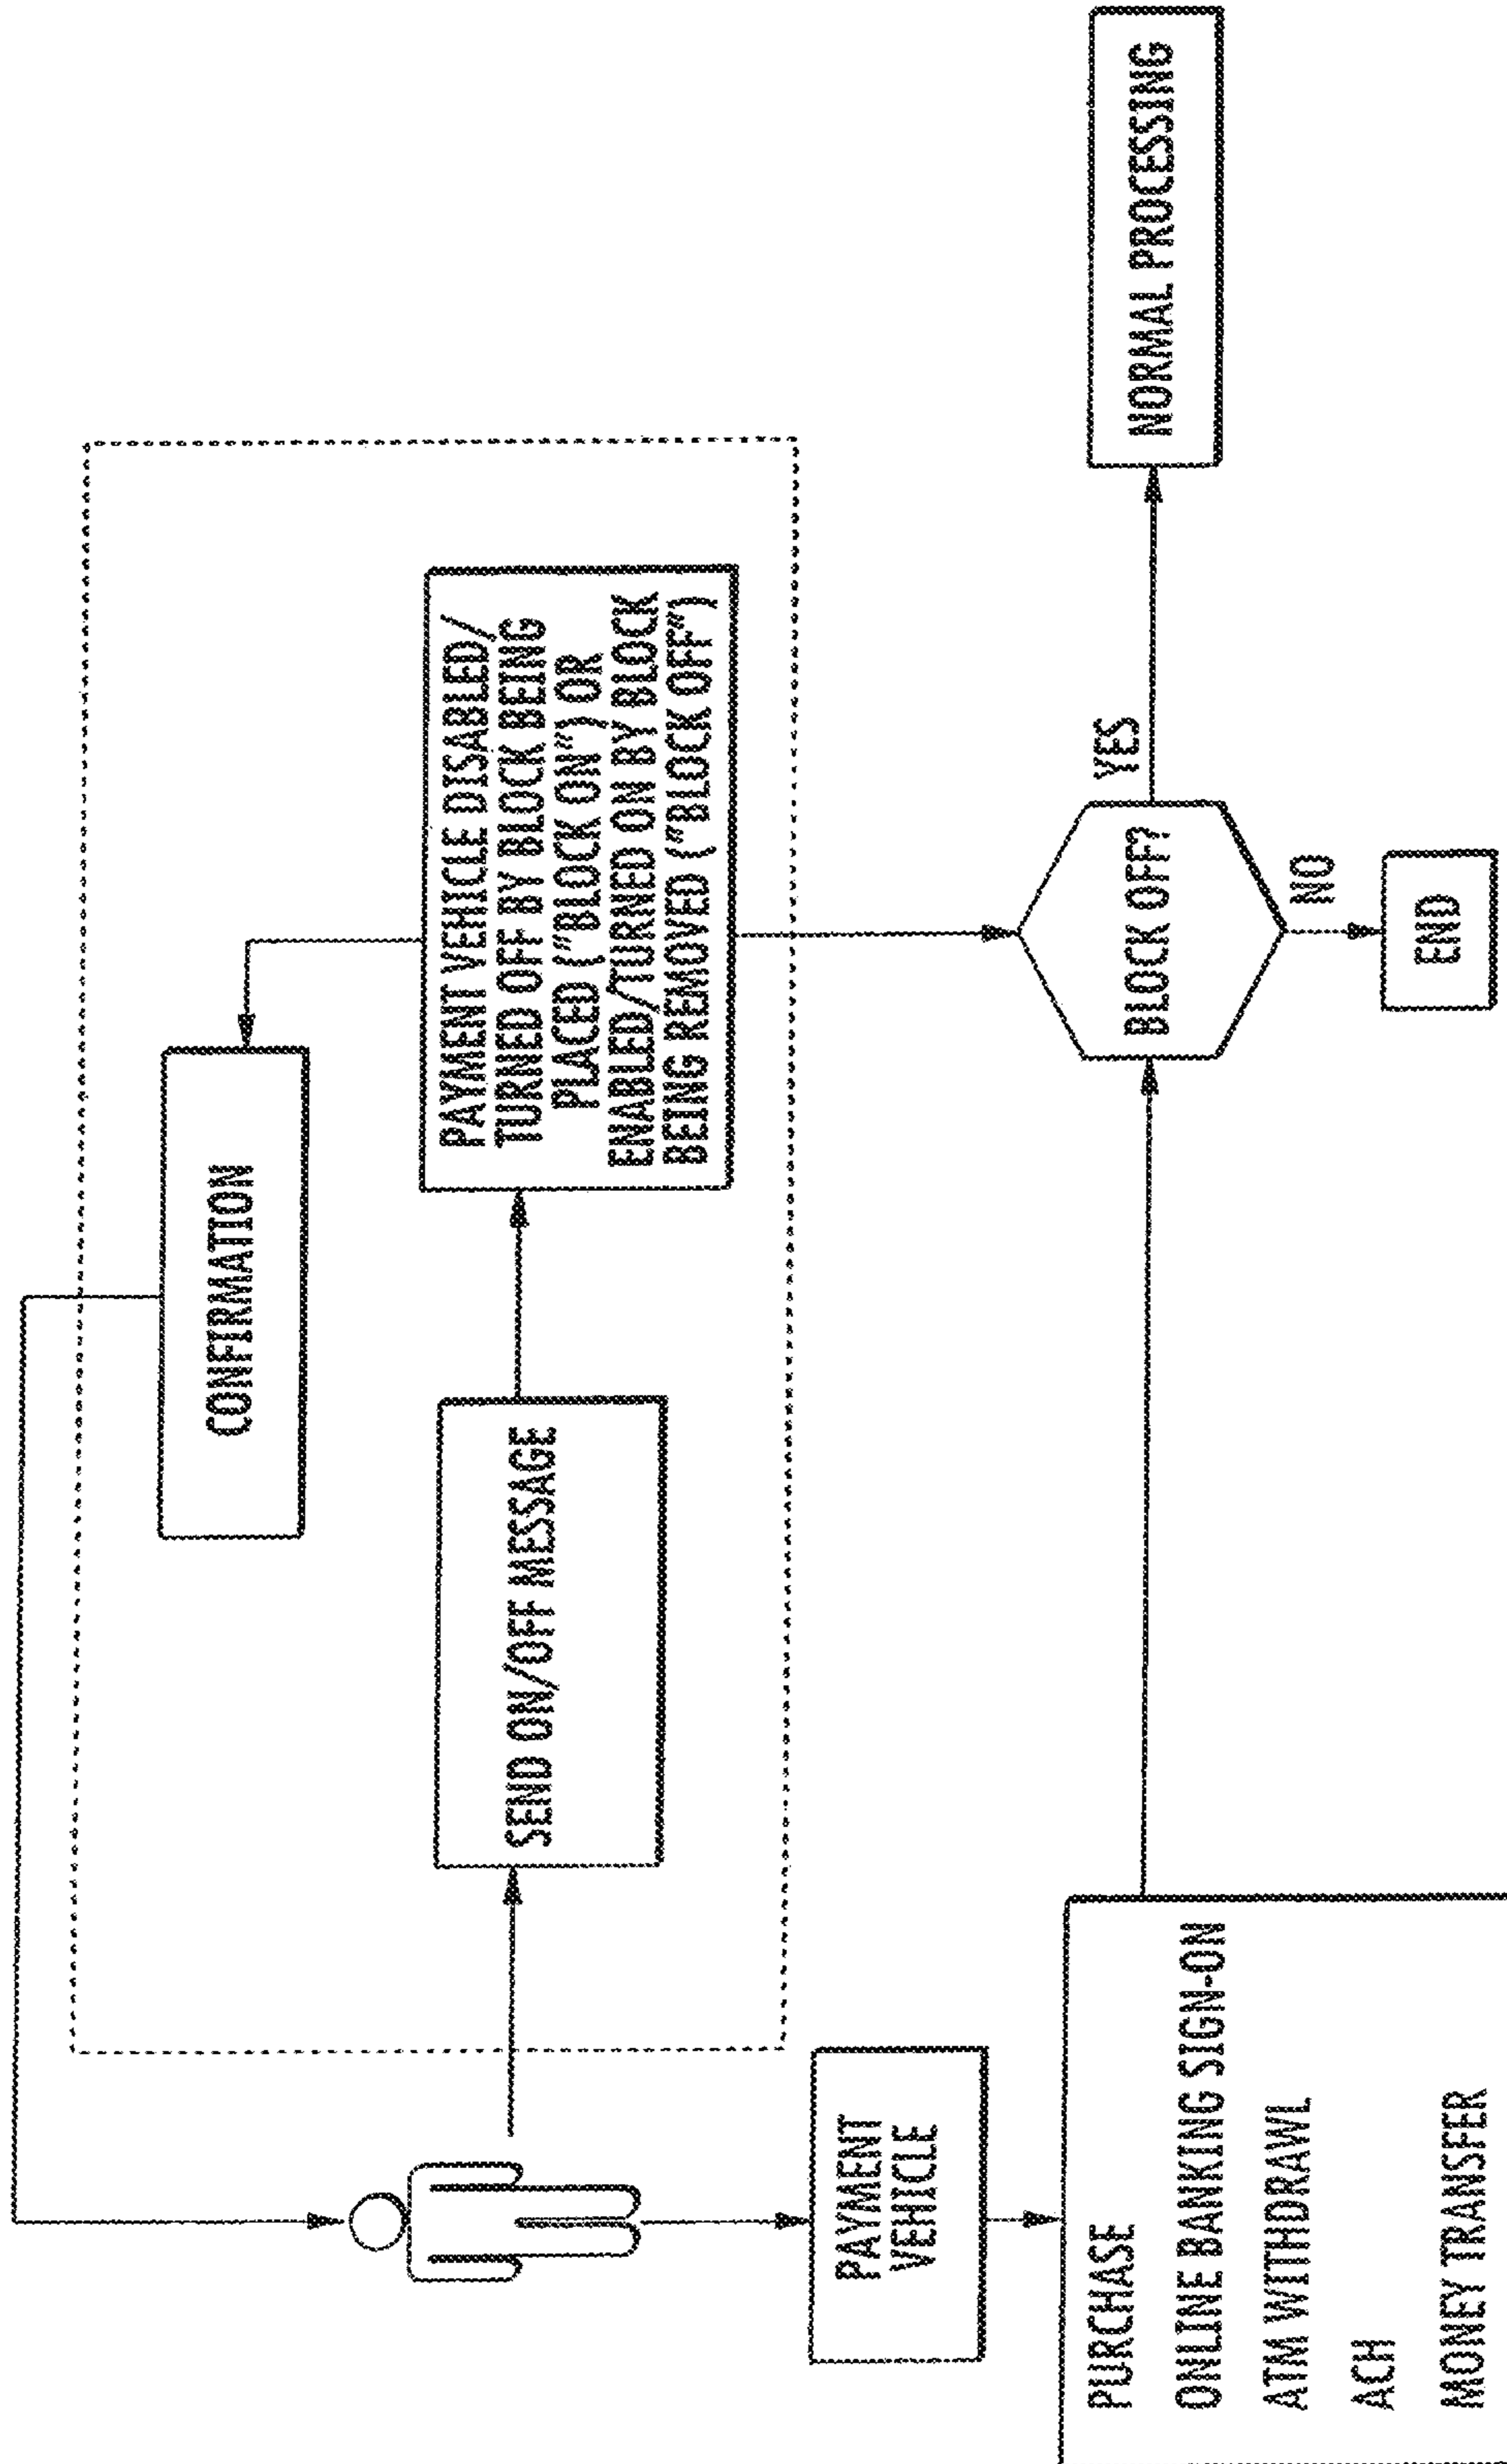 CONFIRMATION
SEND ON/OFF MESSAGE
PAYMENT VEHICLE DISABLED/
TURNED OFF BY BLOCK BEING
PLACED ("BLOCK ON") OR
ENABLED/TURNED ON BY BLOCK
BEING REMOVED ("BLOCK OFF")
PAYMENT
VEHICLE
PURCHASE
ONLINE BANKING SIGN-ON
ATM WITHDRAWL
ACH
MONEY TRANSFER
BLOCK OFF?
YES
NORMAL PROCESSING
NO
END